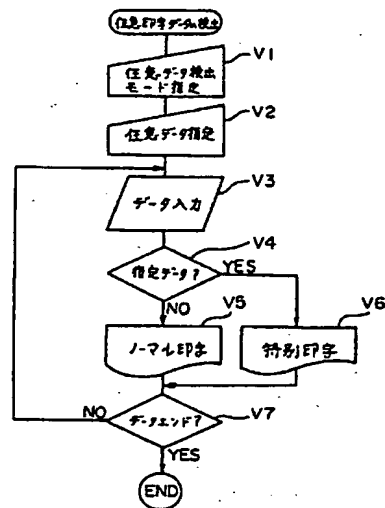 任意印字データ検出
V1
任意データ検出
モード指定
V2
任意データ指定
V3
データ入力
V4
指定データ?
YES
NO
V5
V6
ノーマル印字
特別印字
NO
データエンド?
V7
YES
END